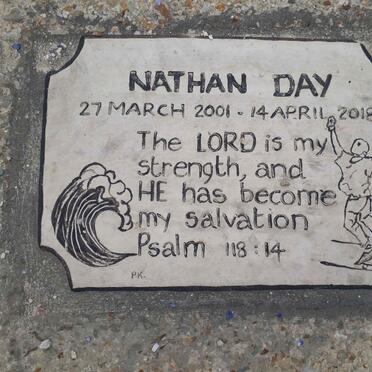 NATHAN DAY
27 MARCH 2001 - 14 APRIL 2018
The LORD is my
strength, and
HE has become
my salvation
Psalm 118:14
P.K.